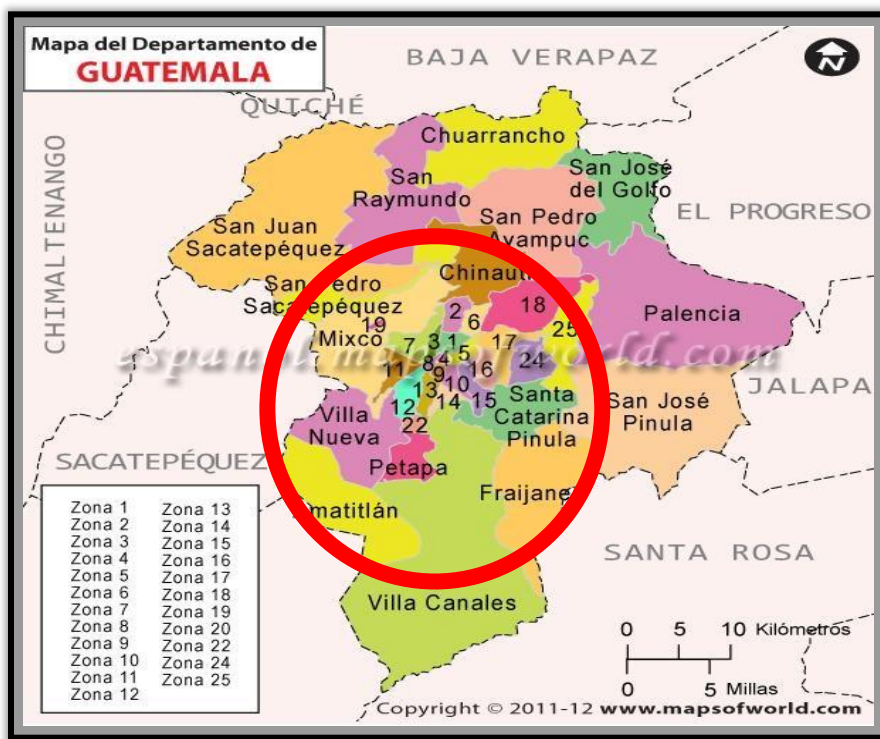 Mapa del Departamento de
GUATEMALA
BAJA VERAPAZ
N
QUICHÉ
Chuarrancho
CHIMALTENANGO
San
Raymundo
San José
del Golfo
San Juan
Sacatepéquez
San Pedro
Ayampuc
EL PROGRESO
Chinautl
San Pedro
Sacatepéquez
2
6
18
25
Palencia
19
Mixco
7
3
1
5
17
espanol.mapsofworld.com
11
8
4
9
16
24
10
JALAPA
12
13
14
15
Santa
Catarina
Pinula
San José
Pinula
Villa
Nueva
22
SACATEPÉQUEZ
Petapa
Fraijane
matitlán
SANTA ROSA
Villa Canales
Zona 1
Zona 2
Zona 3
Zona 4
Zona 5
Zona 6
Zona 7
Zona 8
Zona 9
Zona 10
Zona 11
Zona 12
Zona 13
Zona 14
Zona 15
Zona 16
Zona 17
Zona 18
Zona 19
Zona 20
Zona 22
Zona 24
Zona 25
0 5 10 Kilómetros
0 5 Millas
Copyright © 2011-12 www.mapsofworld.com